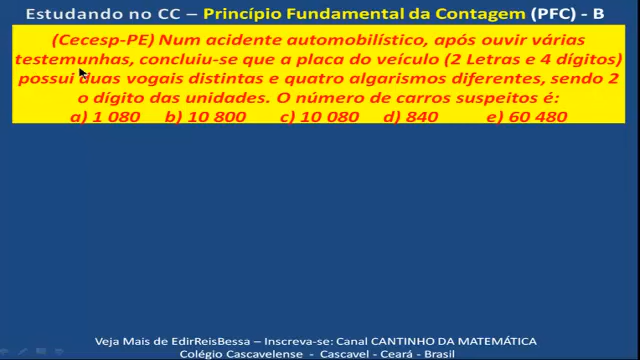 Estudando no CC – Princípio Fundamental da Contagem (PFC) - B
(Cecesp-PE) Num acidente automobilístico, após ouvir várias
testemunhas, concluiu-se que a placa do veículo (2 Letras e 4 dígitos)
possui duas vogais distintas e quatro algarismos diferentes, sendo 2
o dígito das unidades. O número de carros suspeitos é:
a) 1 080 b) 10 800 c) 10 080 d) 840 e) 60 480
Veja Mais de EdirReisBessa – Inscreva-se: Canal CANTINHO DA MATEMÁTICA
Colégio Cascavelense - Cascavel - Ceará - Brasil